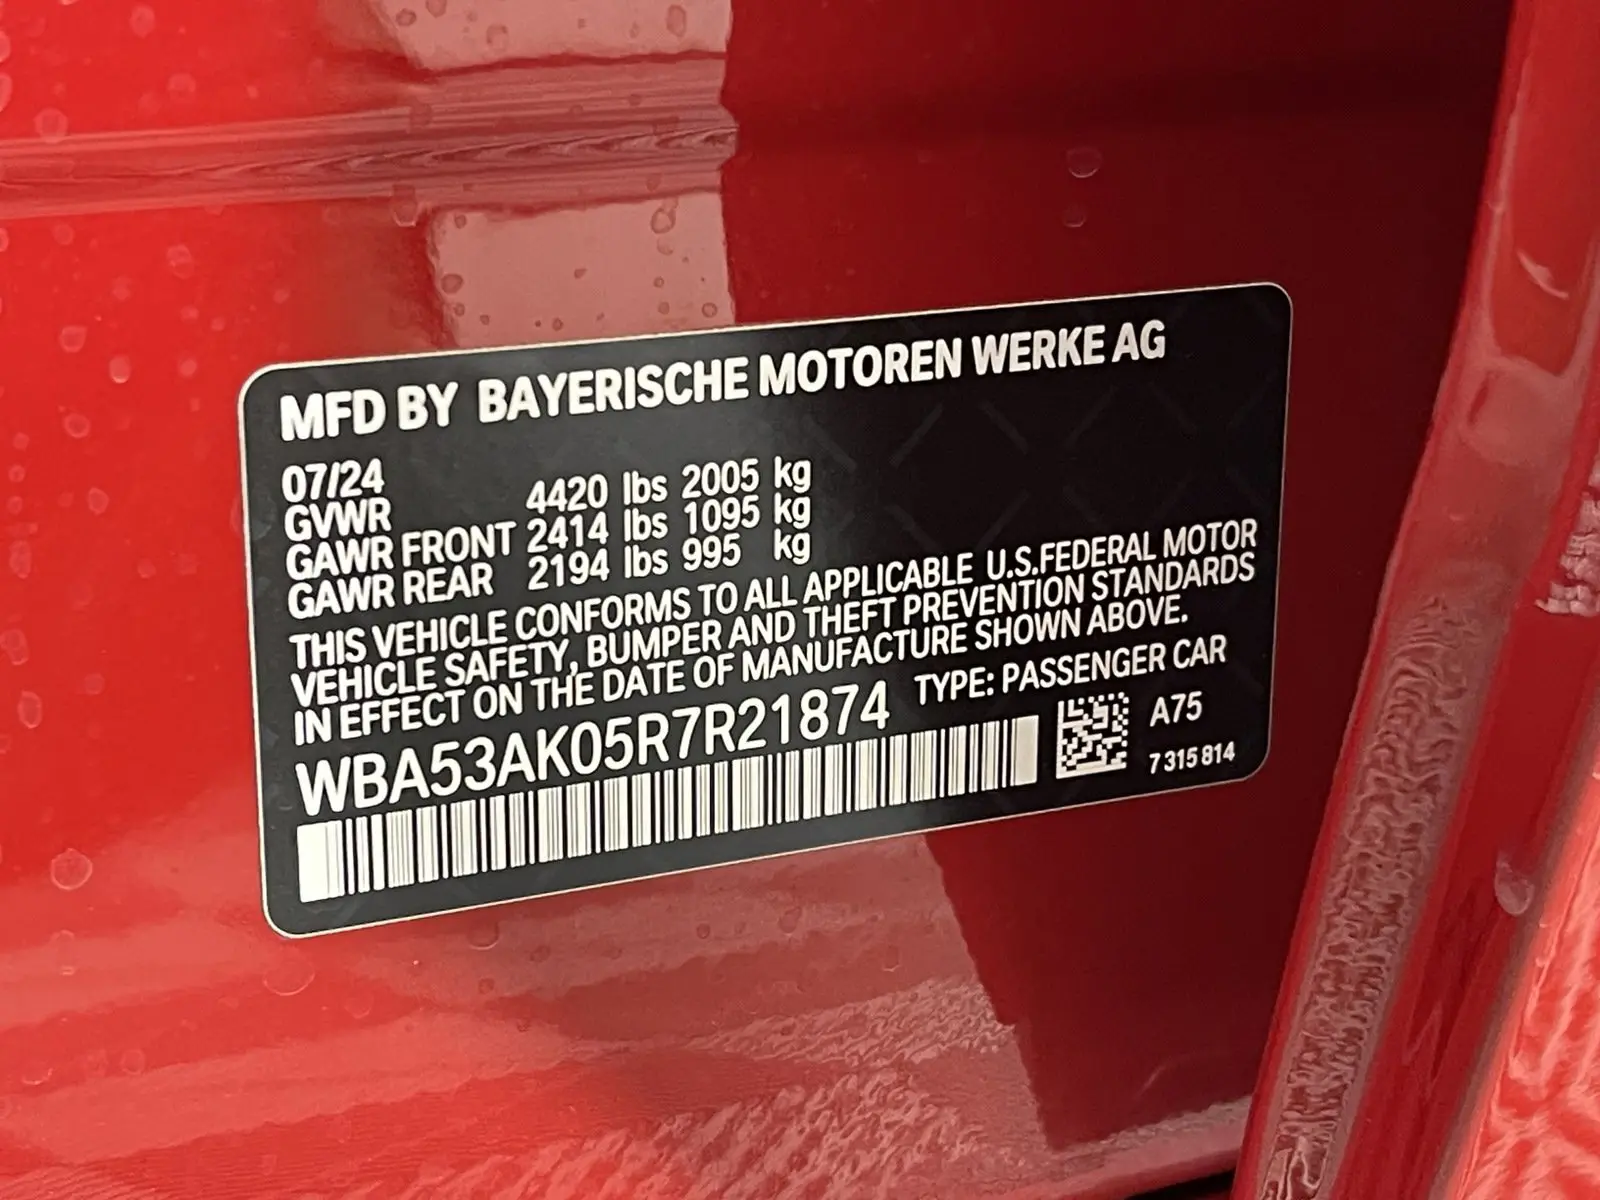 MFD BY BAYERISCHE MOTOREN WERKE AG
07/24
GVWR 4420 lbs 2005 kg
GAWR FRONT 2414 lbs 1095 kg
GAWR REAR 2194 lbs 995 kg
THIS VEHICLE CONFORMS TO ALL APPLICABLE U.S.FEDERAL MOTOR
VEHICLE SAFETY, BUMPER AND THEFT PREVENTION STANDARDS
IN EFFECT ON THE DATE OF MANUFACTURE SHOWN ABOVE.
WBA53AK05R7R21874 TYPE: PASSENGER CAR
A75
7 315 814